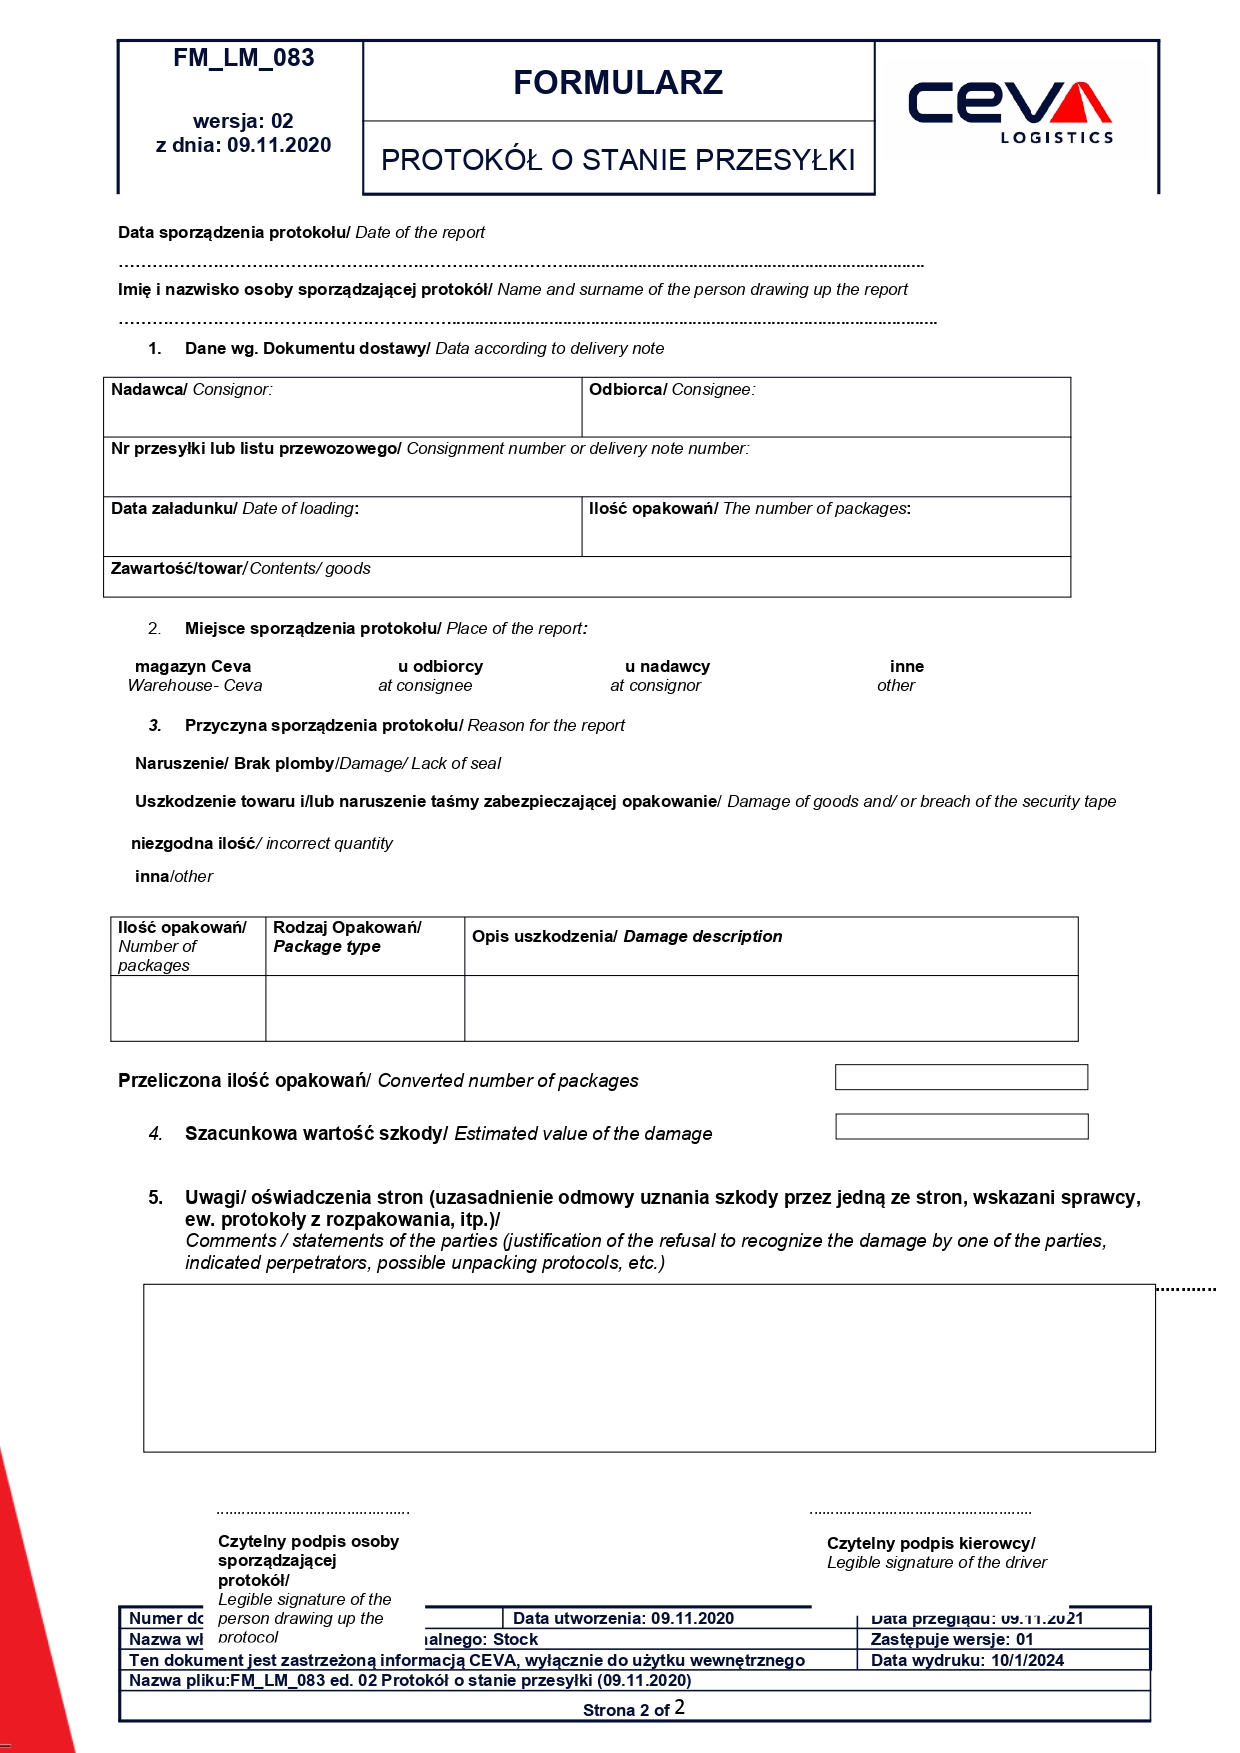 FM_LM_083
wersja: 02
z dnia: 09.11.2020
FORMULARZ
PROTOKÓŁ O STANIE PRZESYŁKI
CEVA
LOGISTICS
Data sporządzenia protokołu/ Date of the report
Imię i nazwisko osoby sporządzającej protokół/ Name and surname of the person drawing up the report
1. Dane wg. Dokumentu dostawy/ Data according to delivery note
Nadawca/ Consignor:
Odbiorca/ Consignee:
Nr przesyłki lub listu przewozowego/ Consignment number or delivery note number:
Data załadunku/ Date of loading:
Ilość opakowań/ The number of packages:
Zawartość/towar/Contents/ goods
2. Miejsce sporządzenia protokołu/ Place of the report:
magazyn Ceva u odbiorcy u nadawcy inne
Warehouse- Ceva at consignee at consignor other
3. Przyczyna sporządzenia protokołu/ Reason for the report
Naruszenie/ Brak plomby/Damage/ Lack of seal
Uszkodzenie towaru i/lub naruszenie taśmy zabezpieczającej opakowanie/ Damage of goods and/ or breach of the security tape
niezgodna ilość/ incorrect quantity
inna/other
Ilość opakowań/
Number of
packages
Rodzaj Opakowań/
Package type
Opis uszkodzenia/ Damage description
Przeliczona ilość opakowań/ Converted number of packages
4. Szacunkowa wartość szkody/ Estimated value of the damage
5. Uwagi/ oświadczenia stron (uzasadnienie odmowy uznania szkody przez jedną ze stron, wskazani sprawcy,
ew. protokoły z rozpakowania, itp.)/
Comments / statements of the parties (justification of the refusal to recognize the damage by one of the parties,
indicated perpetrators, possible unpacking protocols, etc.)
Czytelny podpis osoby
sporządzającej
protokół/
Legible signature of the
person drawing up the
protocol
Czytelny podpis kierowcy/
Legible signature of the driver
Numer do Data utworzenia: 09.11.2020 Data przeglądu: 09.11.2021
Nazwa wł nalnego: Stock Zastępuje wersje: 01
Ten dokument jest zastrzeżoną informacją CEVA, wyłącznie do użytku wewnętrznego Data wydruku: 10/1/2024
Nazwa pliku:FM_LM_083 ed. 02 Protokół o stanie przesyłki (09.11.2020)
Strona 2 of 2